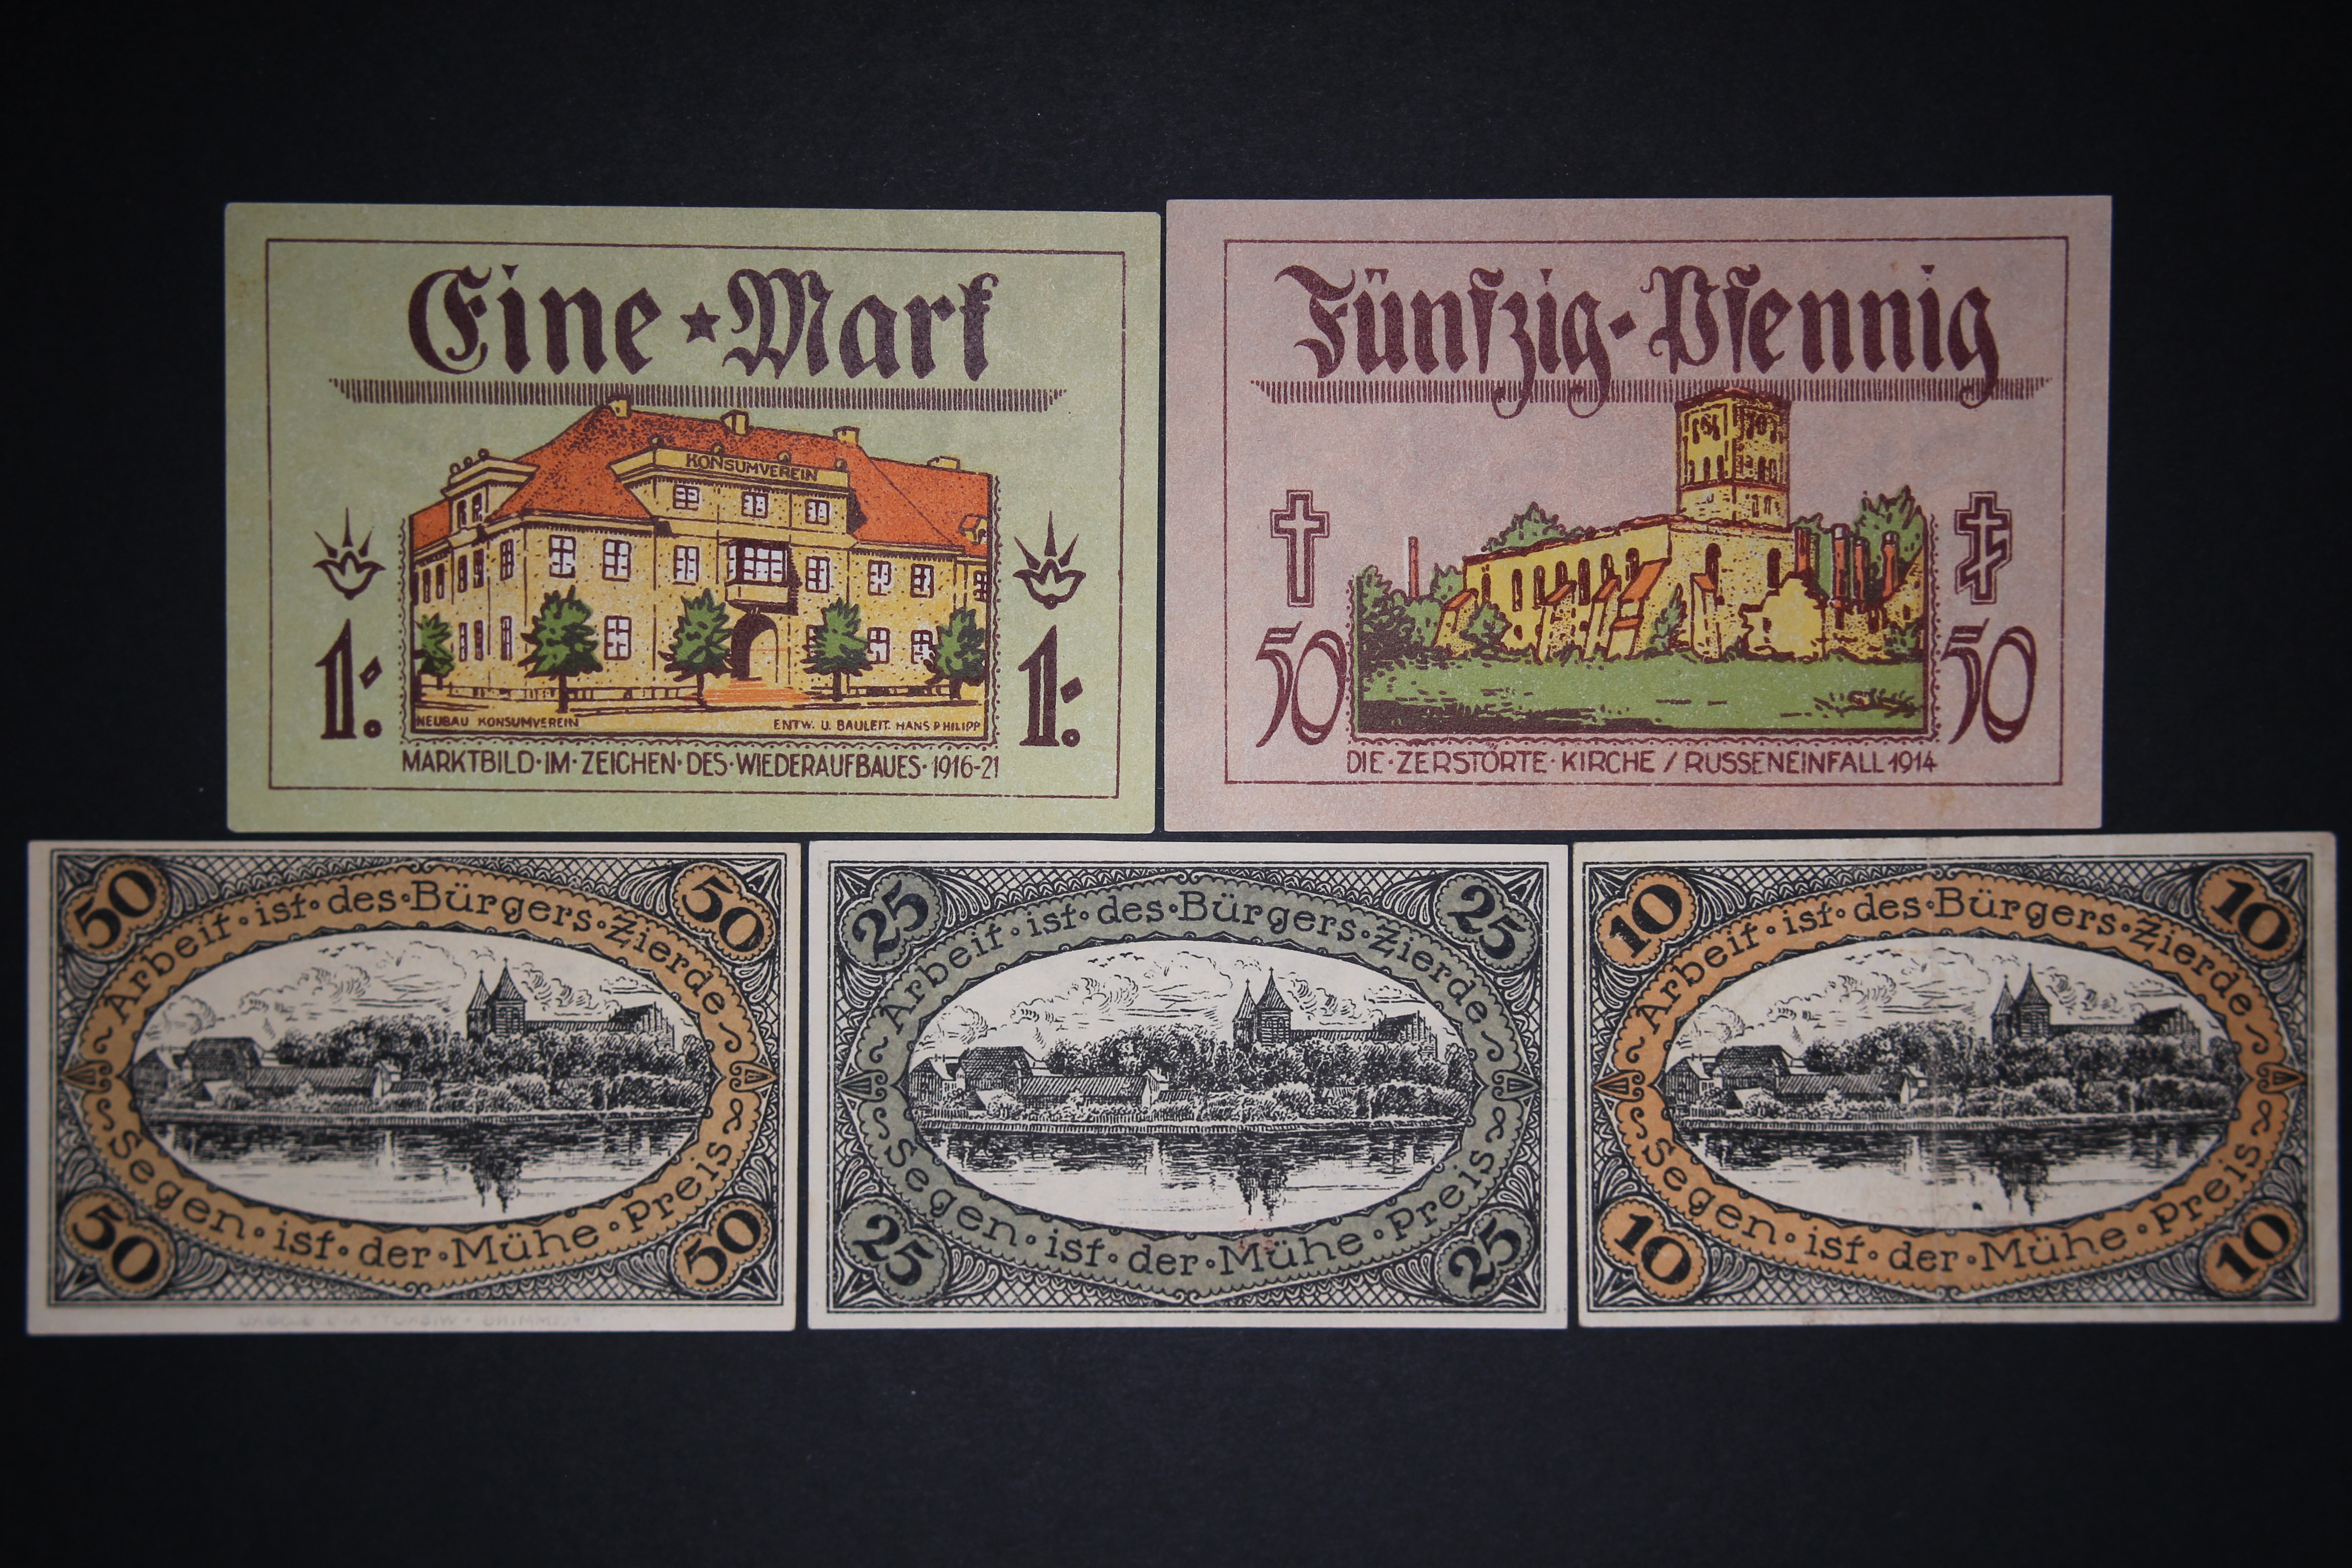 Eine ★ Mark
KONSUMVEREIN
1. 1.
NEUBAU KONSUMVEREIN ENTW. U. BAULEIT. HANS PHILIPP
MARKTBILD·IM·ZEICHEN·DES·WIEDERAUFBAUES·1916-21
Fünfzig-Pfennig
50 50
DIE·ZERSTÖRTE·KIRCHE / RUSSENEINFALL 1914
50 50
Arbeit·ist·des·Bürgers·Zierde
Segen·ist·der·Mühe·Preis
50 50
25 25
Arbeit·ist·des·Bürgers·Zierde
Segen·ist·der·Mühe·Preis
25 25
10 10
Arbeit·ist·des·Bürgers·Zierde
Segen·ist·der·Mühe·Preis
10 10